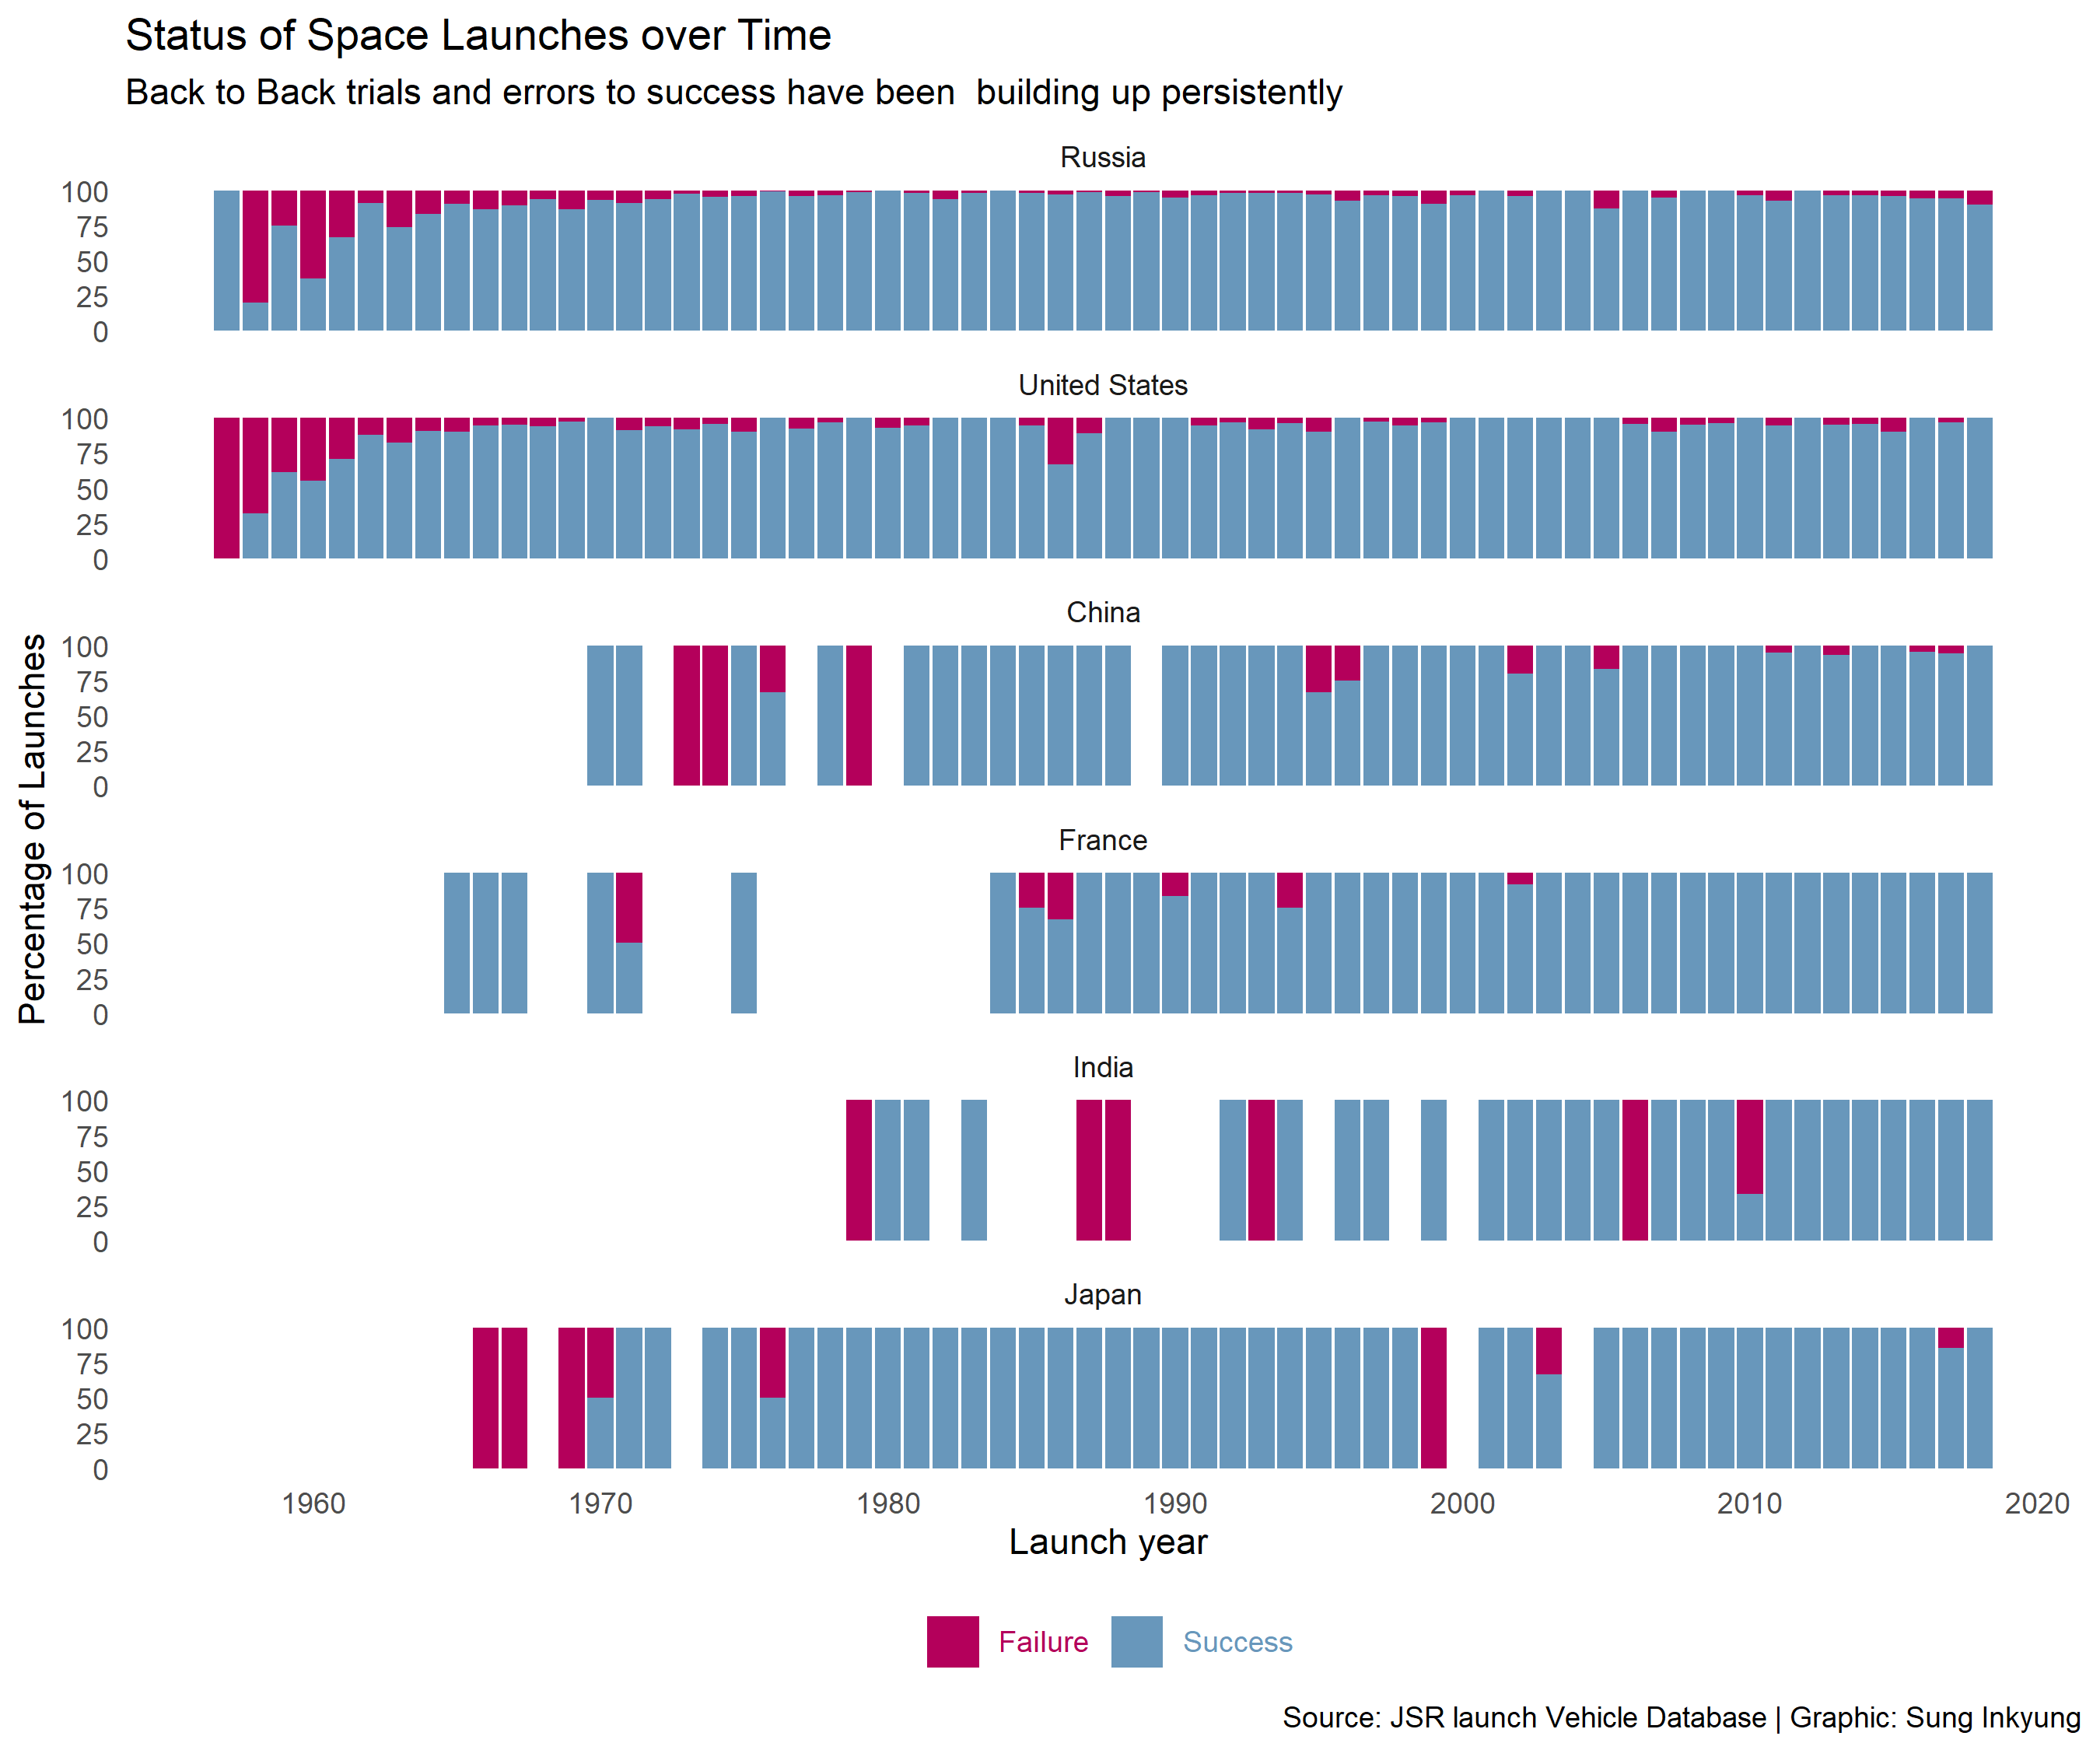 Status of Space Launches over Time
Back to Back trials and errors to success have been  building up persistently
Russia
100
75
50
25
0
United States
100
75
50
25
0
China
100
75
50
25
0
Percentage of Launches
France
100
75
50
25
0
India
100
75
50
25
0
Japan
100
75
50
25
0
1960 1970 1980 1990 2000 2010 2020
Launch year
Failure Success
Source: JSR launch Vehicle Database | Graphic: Sung Inkyung